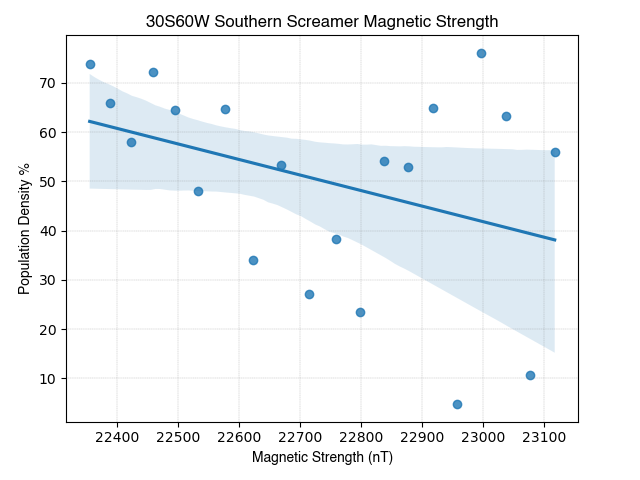 30S60W Southern Screamer Magnetic Strength
70
60
50
40
30
20
10
Population Density %
22400 22500 22600 22700 22800 22900 23000 23100
Magnetic Strength (nT)